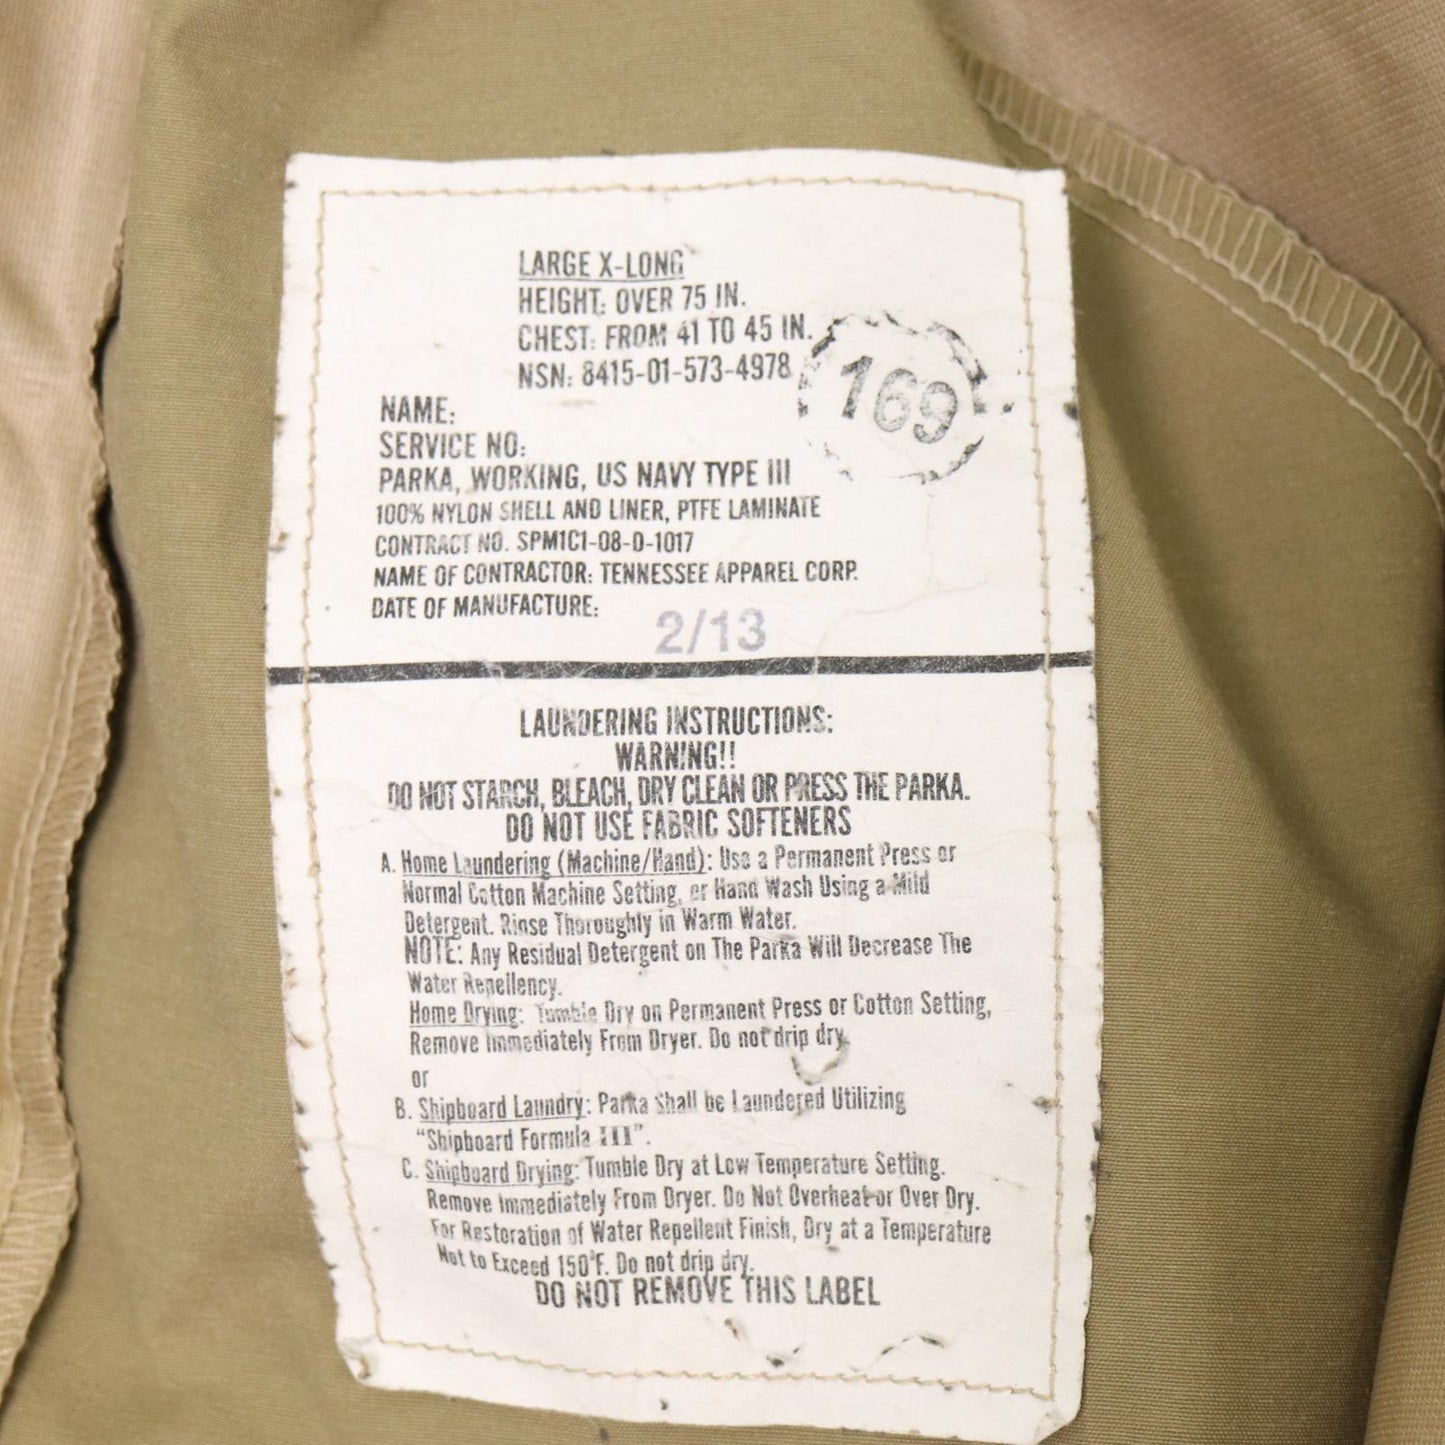 LARGE X-LONG
HEIGHT: OVER 75 IN.
CHEST: FROM 41 TO 45 IN.
NSN: 8415-01-573-4978
169
NAME:
SERVICE NO:
PARKA, WORKING, US NAVY TYPE III
100% NYLON SHELL AND LINER, PTFE LAMINATE
CONTRACT NO. SPM1C1-08-D-1017
NAME OF CONTRACTOR: TENNESSEE APPAREL CORP.
DATE OF MANUFACTURE:
2/13
LAUNDERING INSTRUCTIONS:
WARNING!!
DO NOT STARCH, BLEACH, DRY CLEAN OR PRESS THE PARKA.
DO NOT USE FABRIC SOFTENERS
A. Home Laundering (Machine/Hand): Use a Permanent Press or
Normal Cotton Machine Setting, or Hand Wash Using a Mild
Detergent. Rinse Thoroughly in Warm Water.
NOTE: Any Residual Detergent on The Parka Will Decrease The
Water Repellency.
Home Drying: Tumble Dry on Permanent Press or Cotton Setting,
Remove Immediately From Dryer. Do not drip dry.
or
B. Shipboard Laundry: Parka Shall be Laundered Utilizing
"Shipboard Formula III".
C. Shipboard Drying: Tumble Dry at Low Temperature Setting.
Remove Immediately From Dryer. Do Not Overheat or Over Dry.
For Restoration of Water Repellent Finish, Dry at a Temperature
Not to Exceed 150°F. Do not drip dry.
DO NOT REMOVE THIS LABEL